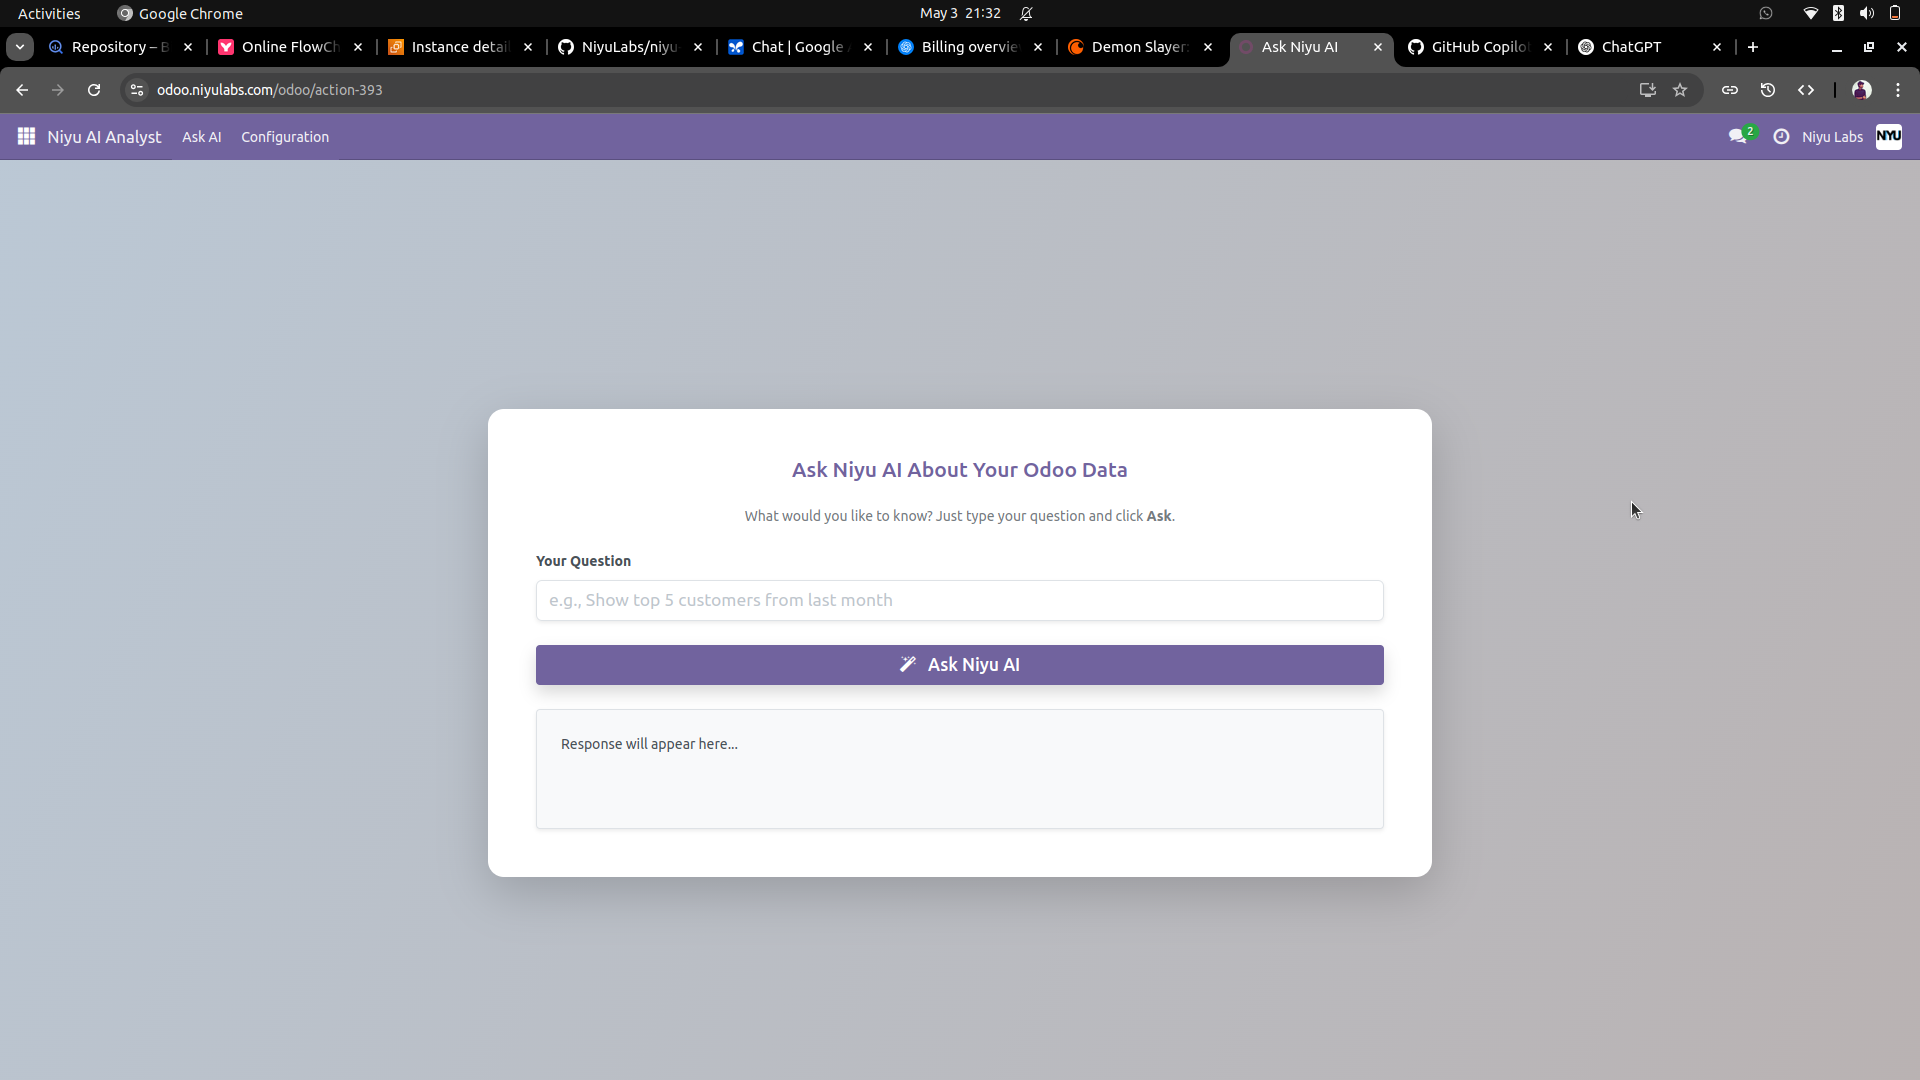 Activities Google Chrome May 3 21:32
Repository – B Online FlowCh Instance detail NiyuLabs/niyu- Chat | Google A Billing overvie Demon Slayer: Ask Niyu AI GitHub Copilot ChatGPT
odoo.niyulabs.com/odoo/action-393
Niyu AI Analyst Ask AI Configuration 2 Niyu Labs NYU
Ask Niyu AI About Your Odoo Data
What would you like to know? Just type your question and click Ask.
Your Question
e.g., Show top 5 customers from last month
Ask Niyu AI
Response will appear here...